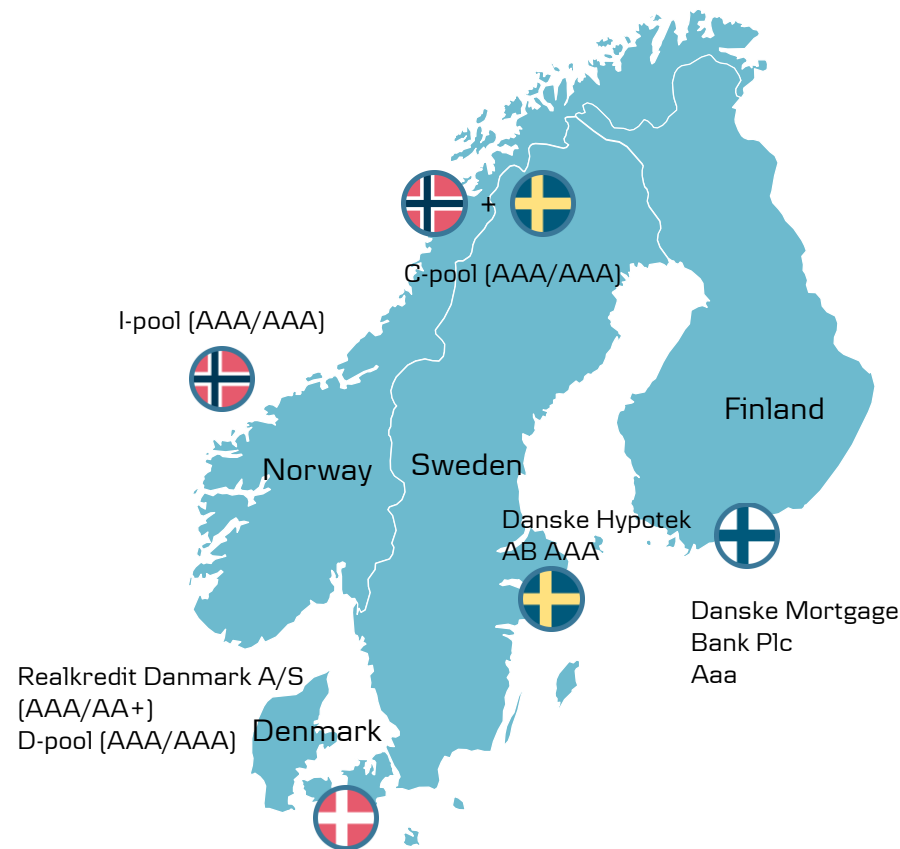 +
C-pool (AAA/AAA)
I-pool (AAA/AAA)
Finland
Norway
Sweden
Danske Hypotek
AB AAA
Danske Mortgage
Bank Plc
Aaa
Realkredit Danmark A/S
(AAA/AA+)
D-pool (AAA/AAA)
Denmark